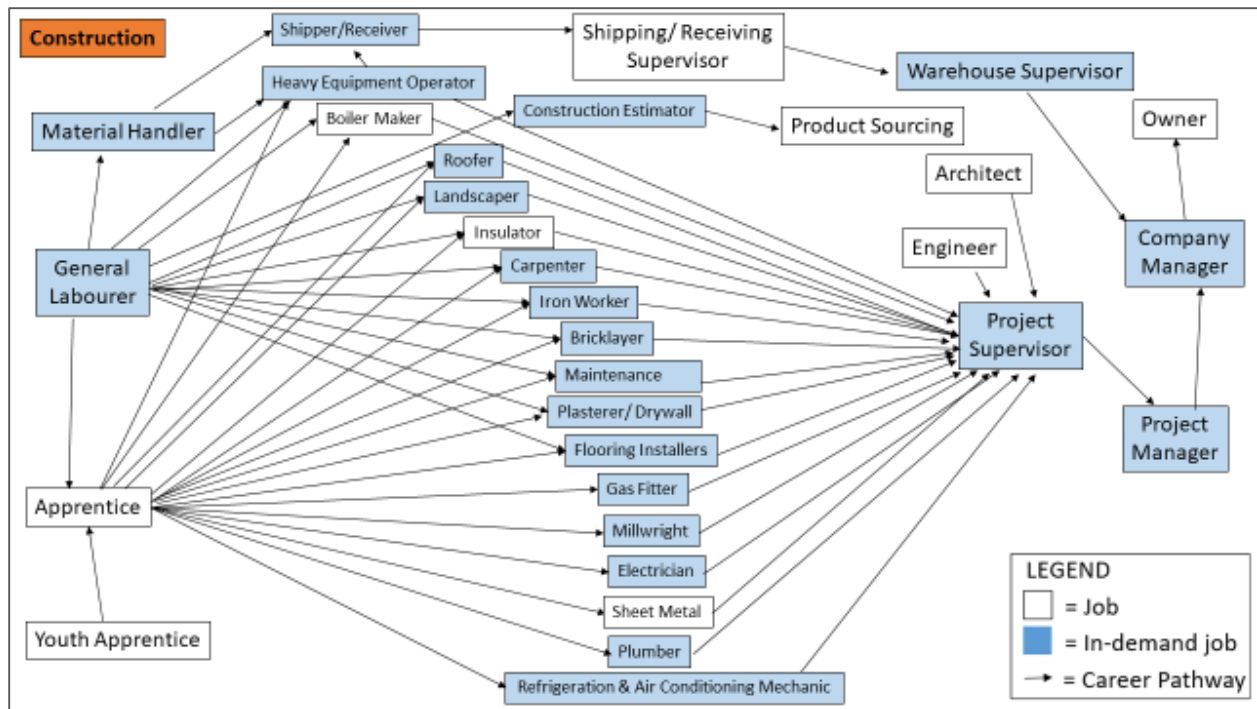 Construction
Shipper/Receiver
Shipping/ Receiving
Supervisor
Warehouse Supervisor
Heavy Equipment Operator
Construction Estimator
Product Sourcing
Owner
Material Handler
Boiler Maker
Roofer
Architect
Landscaper
Insulator
Engineer
Company
Manager
General
Labourer
Carpenter
Iron Worker
Bricklayer
Project
Supervisor
Maintenance
Plasterer/ Drywall
Flooring Installers
Project
Manager
Gas Fitter
Apprentice
Millwright
Electrician
Sheet Metal
Youth Apprentice
Plumber
Refrigeration & Air Conditioning Mechanic
LEGEND
= Job
= In-demand job
= Career Pathway